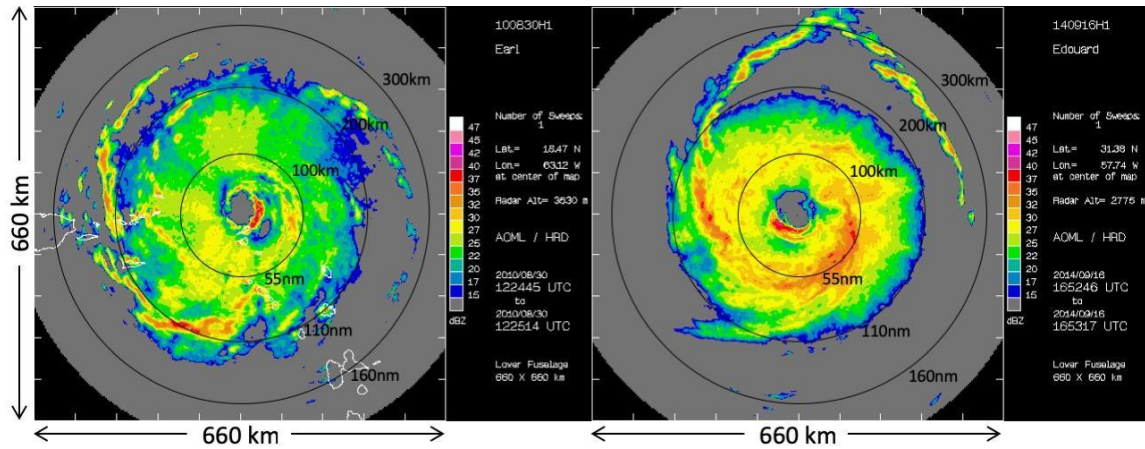 660 km
300km
200km
100km
55nm
110nm
160nm
660 km
100830H1
Earl
Number of Sweeps:
1
Lat= 18.47 N
Lon= 63.12 W
at center of map
Radar Alt= 3630 m
AOML / HRD
2010/08/30
122445 UTC
to
2010/08/30
122514 UTC
Lower Fuselage
660 X 660 km
47
45
42
40
37
35
32
30
27
25
22
20
17
15
dBZ
300km
200km
100km
55nm
110nm
160nm
660 km
140916H1
Edouard
Number of Sweeps:
1
Lat= 31.38 N
Lon= 57.74 W
at center of map
Radar Alt= 2776 m
AOML / HRD
2014/09/16
165246 UTC
to
2014/09/16
165317 UTC
Lower Fuselage
660 X 660 km
47
45
42
40
37
35
32
30
27
25
22
20
17
15
dBZ